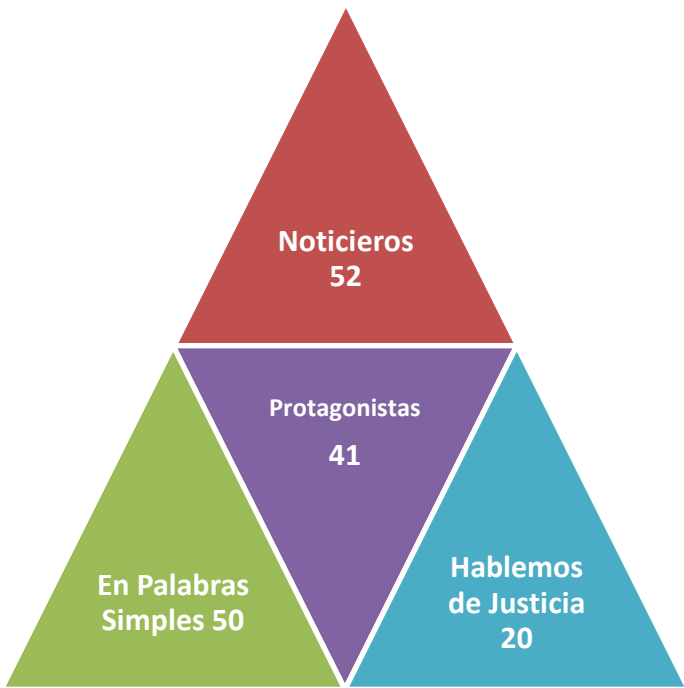 Noticieros
52
Protagonistas
41
En Palabras
Simples 50
Hablemos
de Justicia
20